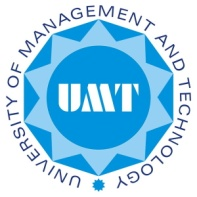 UNIVERSITY OF MANAGEMENT AND TECHNOLOGY
UMT